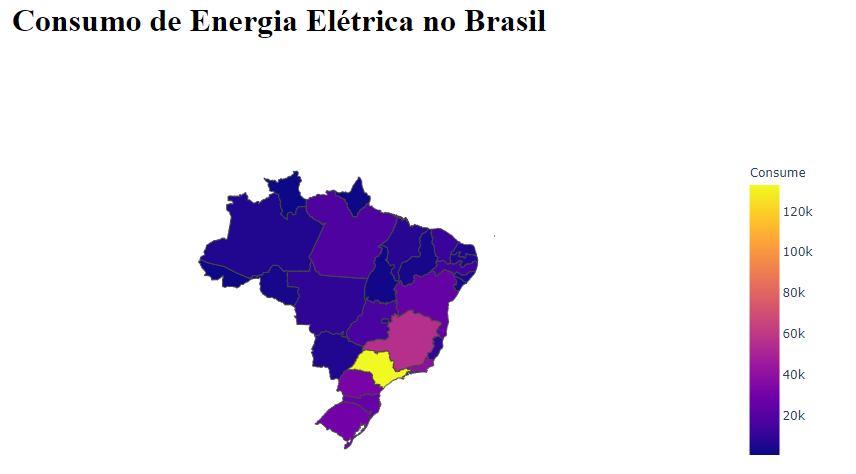 Consumo de Energia Elétrica no Brasil
Consume
120k
100k
80k
60k
40k
20k